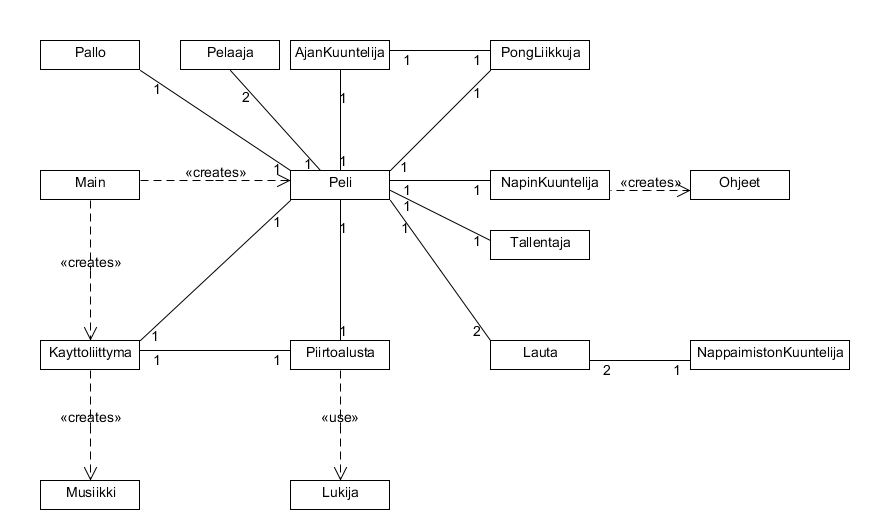 Pallo
Pelaaja
AjanKuuntelija
PongLiikkuja
1
1
1
2
1
1
1
1
1
1
Main
«creates»
Peli
NapinKuuntelija
«creates»
Ohjeet
1
1
1
1
1
1
1
Tallentaja
«creates»
1
1
2
Kayttoliittyma
Piirtoalusta
Lauta
NappaimistonKuuntelija
1
1
2
1
«creates»
«use»
Musiikki
Lukija